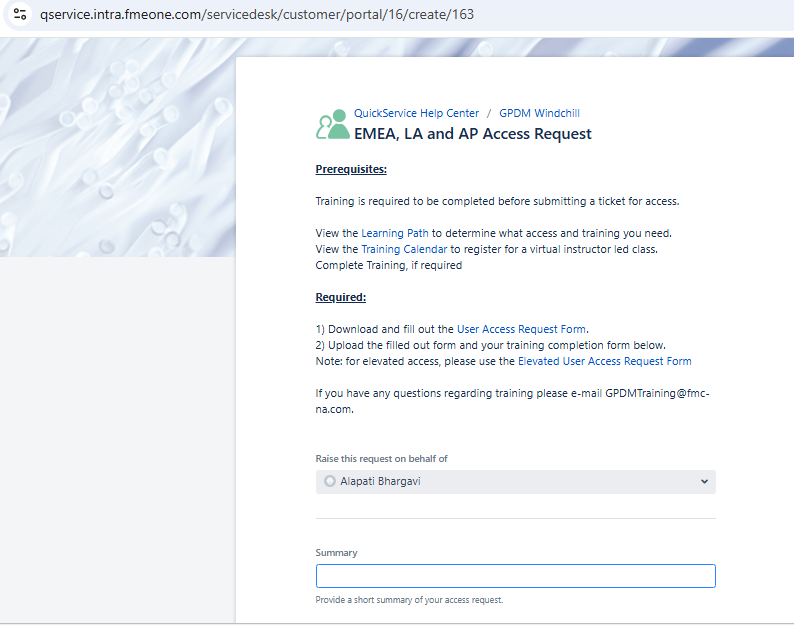 qservice.intra.fmeone.com/servicedesk/customer/portal/16/create/163
QuickService Help Center / GPDM Windchill
EMEA, LA and AP Access Request
Prerequisites:
Training is required to be completed before submitting a ticket for access.
View the Learning Path to determine what access and training you need.
View the Training Calendar to register for a virtual instructor led class.
Complete Training, if required
Required:
1) Download and fill out the User Access Request Form.
2) Upload the filled out form and your training completion form below.
Note: for elevated access, please use the Elevated User Access Request Form
If you have any questions regarding training please e-mail GPDMTraining@fmc-
na.com.
Raise this request on behalf of
Alapati Bhargavi
Summary
Provide a short summary of your access request.